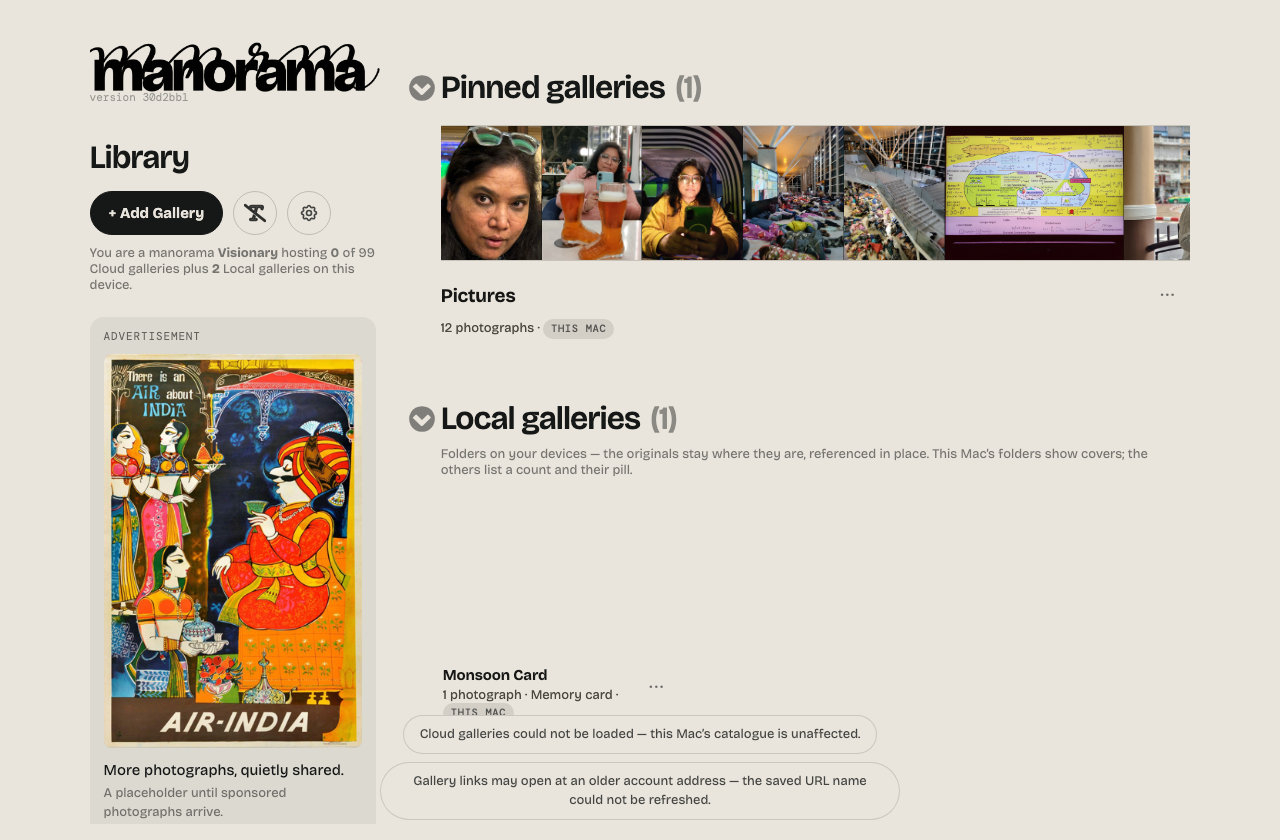 manorama
version 30d2bb1
Library
+ Add Gallery
You are a manorama Visionary hosting 0 of 99
Cloud galleries plus 2 Local galleries on this
device.
ADVERTISEMENT
There is an
AIR about
INDIA
AIR-INDIA
More photographs, quietly shared.
A placeholder until sponsored
photographs arrive.
Pinned galleries (1)
Pictures
12 photographs · THIS MAC
Local galleries (1)
Folders on your devices — the originals stay where they are, referenced in place. This Mac's folders show covers; the
others list a count and their pill.
Monsoon Card
1 photograph · Memory card ·
THIS MAC
Cloud galleries could not be loaded — this Mac's catalogue is unaffected.
Gallery links may open at an older account address — the saved URL name
could not be refreshed.